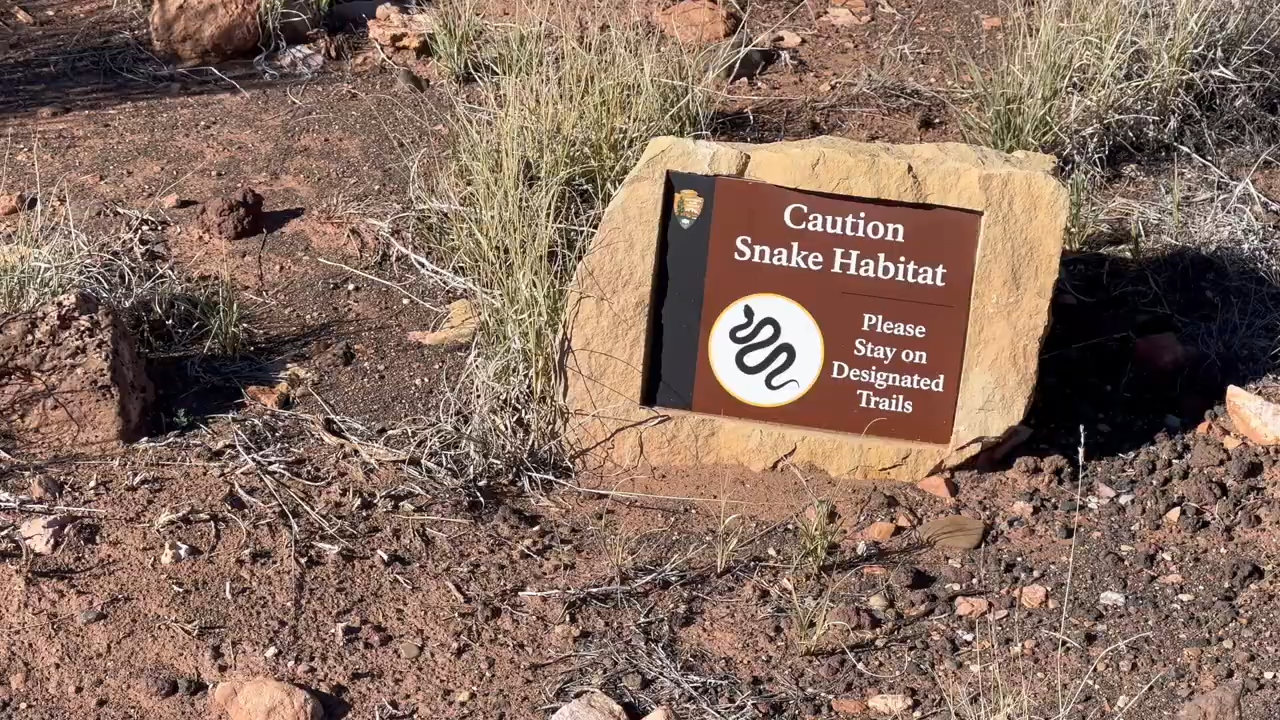 Caution
Snake Habitat
Please
Stay on
Designated
Trails